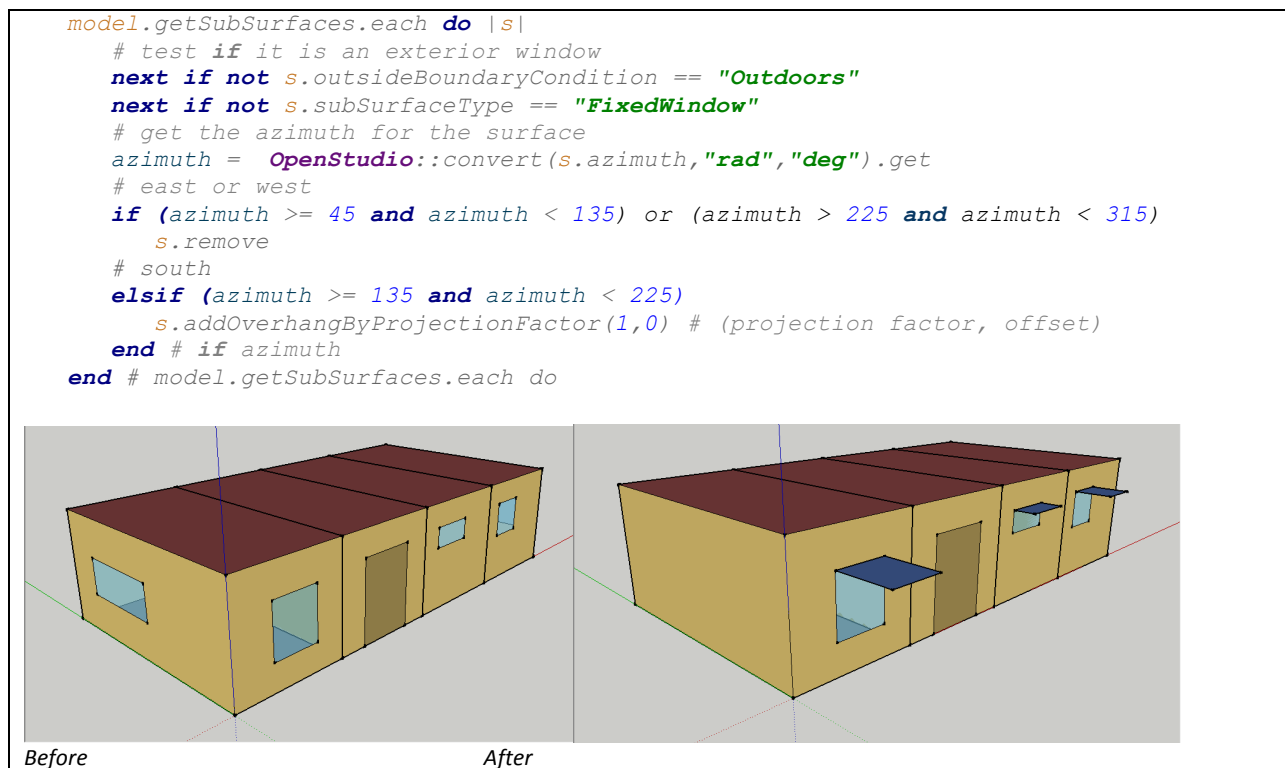 model.getSubSurfaces.each do |s|
# test if it is an exterior window
next if not s.outsideBoundaryCondition == "Outdoors"
next if not s.subSurfaceType == "FixedWindow"
# get the azimuth for the surface
azimuth =  OpenStudio::convert(s.azimuth,"rad","deg").get
# east or west
if (azimuth >= 45 and azimuth < 135) or (azimuth > 225 and azimuth < 315)
s.remove
# south
elsif (azimuth >= 135 and azimuth < 225)
s.addOverhangByProjectionFactor(1,0) # (projection factor, offset)
end # if azimuth
end # model.getSubSurfaces.each do
Before After